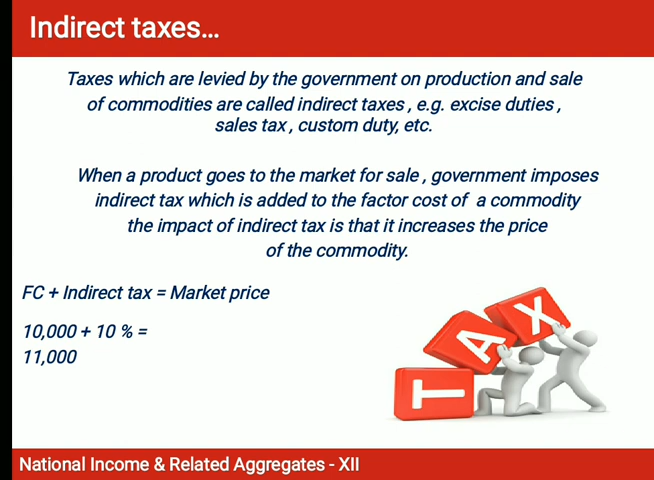 Indirect taxes...
Taxes which are levied by the government on production and sale
of commodities are called indirect taxes , e.g. excise duties ,
sales tax , custom duty, etc.
When a product goes to the market for sale , government imposes
indirect tax which is added to the factor cost of a commodity
the impact of indirect tax is that it increases the price
of the commodity.
FC + Indirect tax = Market price
10,000 + 10 % =
11,000
TAX
National Income & Related Aggregates - XII